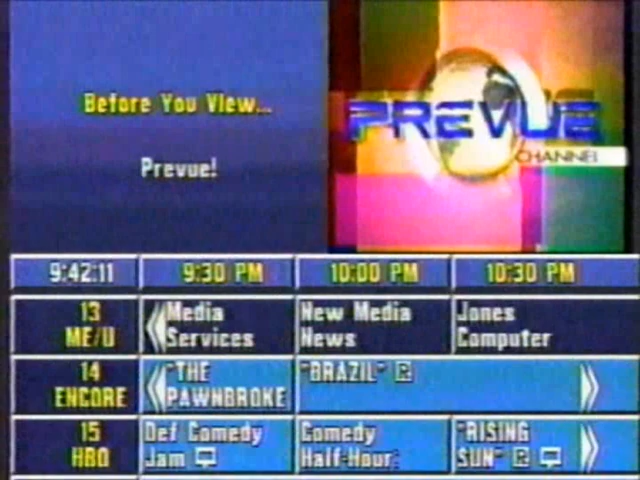 Before You View...
Prevue!
PREVUE
CHANNEL
9:42:11 9:30 PM 10:00 PM 10:30 PM
13
ME/U
Media
Services
New Media
News
Jones
Computer
14
ENCORE
"THE
PAWNBROKE
"BRAZIL" R
15
HBO
Def Comedy
Jam
Comedy
Half-Hour
"RISING
SUN" R